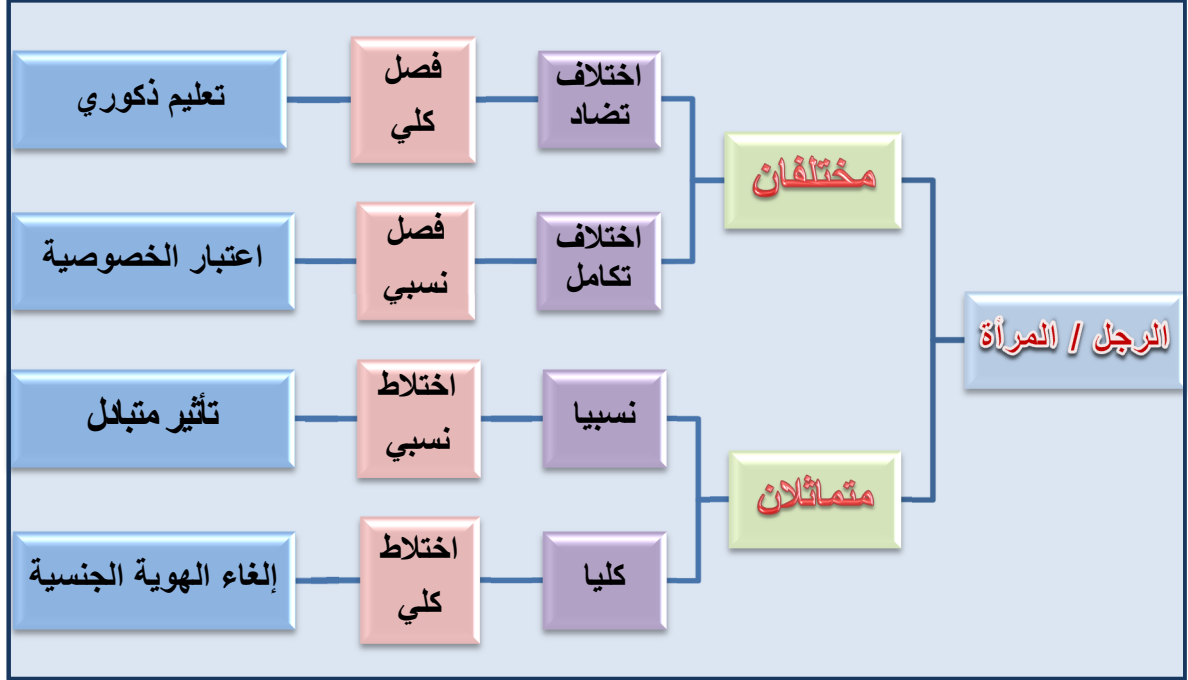 الرجل / المرأة
مختلفان
اختلاف
تضاد
فصل
كلي
تعليم ذكوري
اختلاف
تكامل
فصل
نسبي
اعتبار الخصوصية
متماثلان
نسبيا
اختلاط
نسبي
تأثير متبادل
كليا
اختلاط
كلي
إلغاء الهوية الجنسية